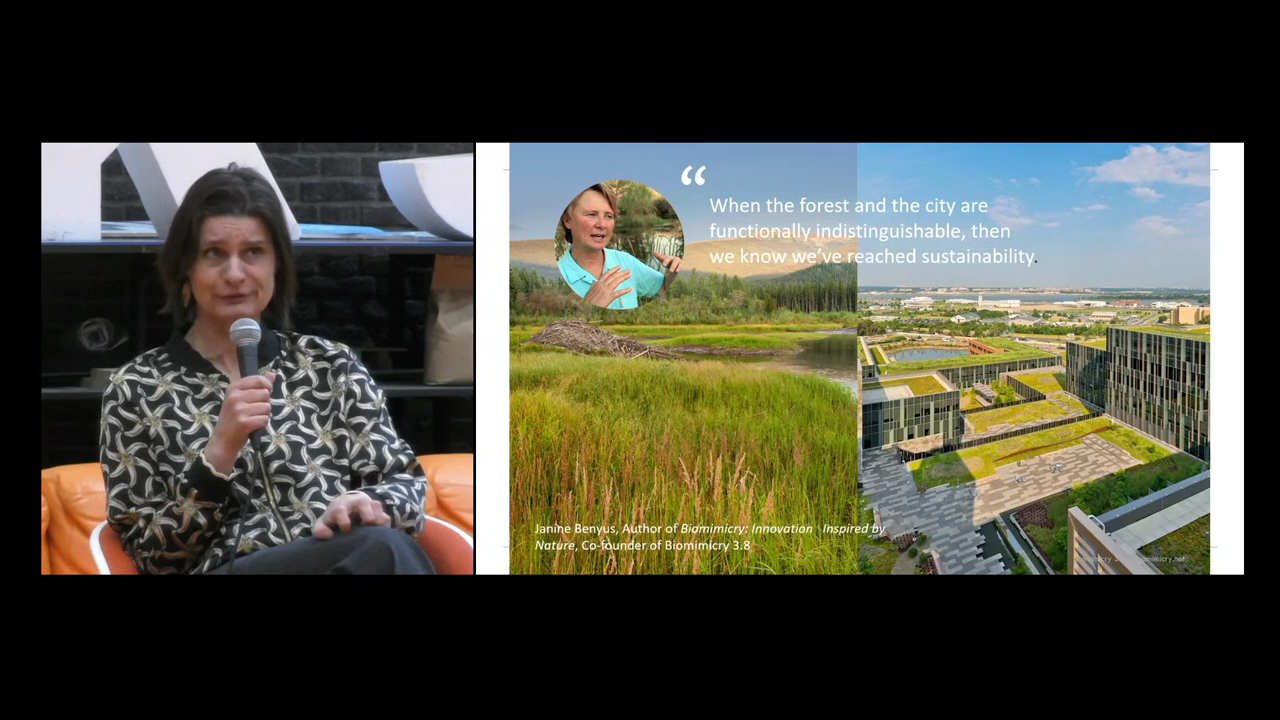 “
When the forest and the city are
functionally indistinguishable, then
we know we’ve reached sustainability.
Janine Benyus, Author of Biomimicry: Innovation Inspired by
Nature, Co-founder of Biomimicry 3.8